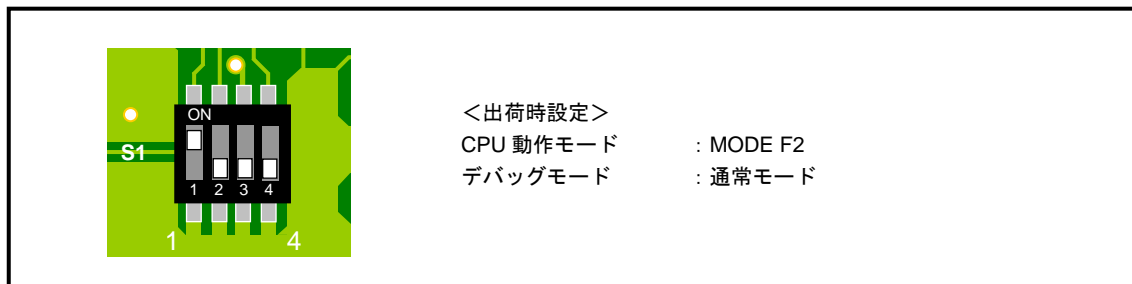 ON
S1
1 2 3 4
1 4
<出荷時設定>
CPU 動作モード : MODE F2
デバッグモード : 通常モード